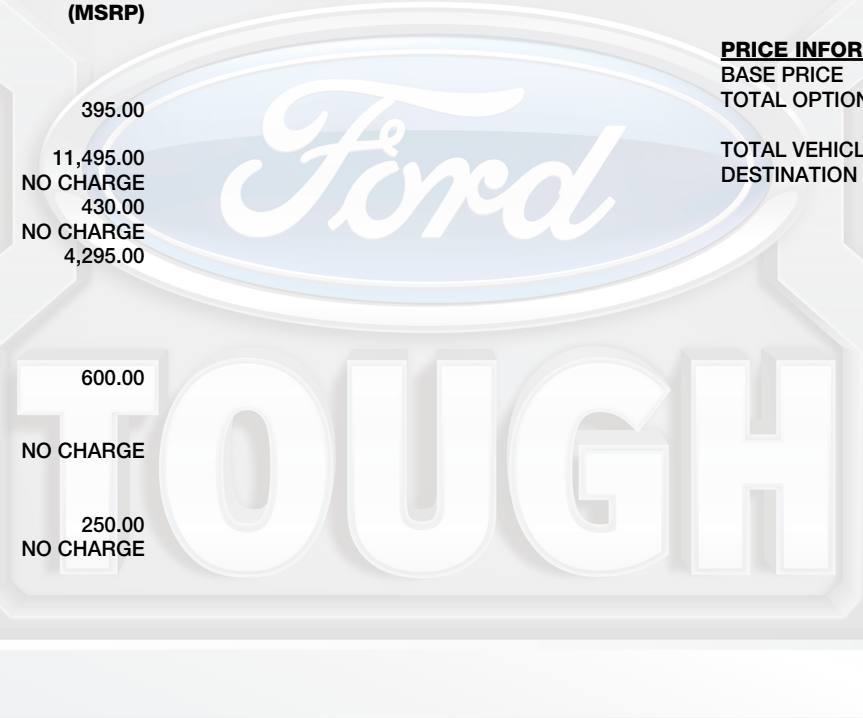 (MSRP)
395.00
11,495.00
NO CHARGE
430.00
NO CHARGE
4,295.00
600.00
NO CHARGE
250.00
NO CHARGE
PRICE INFOR
BASE PRICE
TOTAL OPTION
TOTAL VEHICL
DESTINATION
Ford
TOUGH